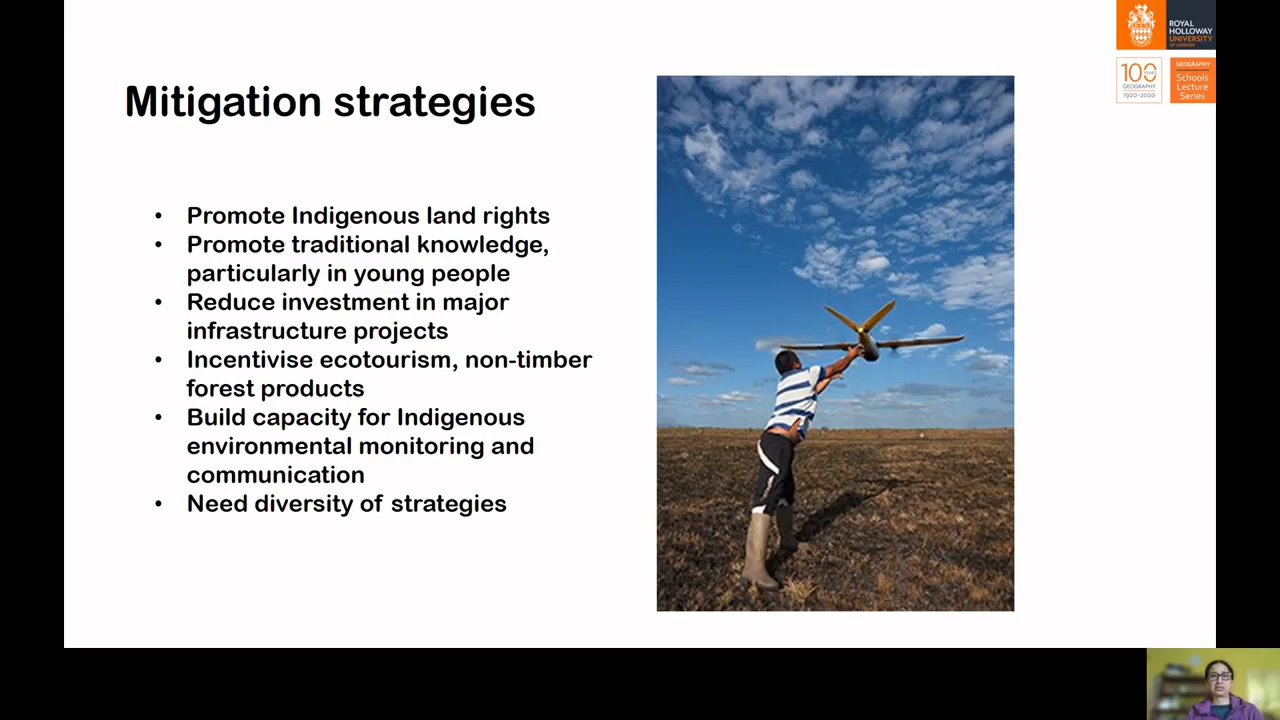 ROYAL
HOLLOWAY
UNIVERSITY
OF LONDON
100 YEAR
GEOGRAPHY
1920-2020
GEOGRAPHY
Schools
Lecture
Series
Mitigation strategies
• Promote Indigenous land rights
• Promote traditional knowledge,
particularly in young people
• Reduce investment in major
infrastructure projects
• Incentivise ecotourism, non-timber
forest products
• Build capacity for Indigenous
environmental monitoring and
communication
• Need diversity of strategies